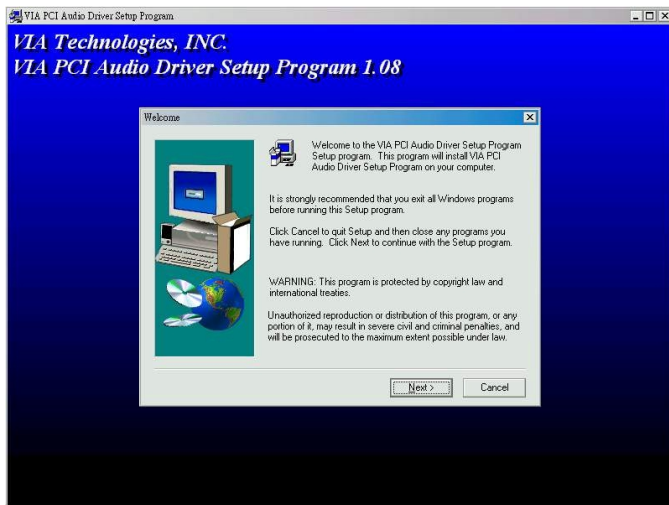 VIA PCI Audio Driver Setup Program
VIA Technologies, INC.
VIA PCI Audio Driver Setup Program 1.08
Welcome
Welcome to the VIA PCI Audio Driver Setup Program
Setup program. This program will install VIA PCI
Audio Driver Setup Program on your computer.
It is strongly recommended that you exit all Windows programs
before running this Setup program.
Click Cancel to quit Setup and then close any programs you
have running. Click Next to continue with the Setup program.
WARNING: This program is protected by copyright law and
international treaties.
Unauthorized reproduction or distribution of this program, or any
portion of it, may result in severe civil and criminal penalties, and
will be prosecuted to the maximum extent possible under law.
Next >
Cancel